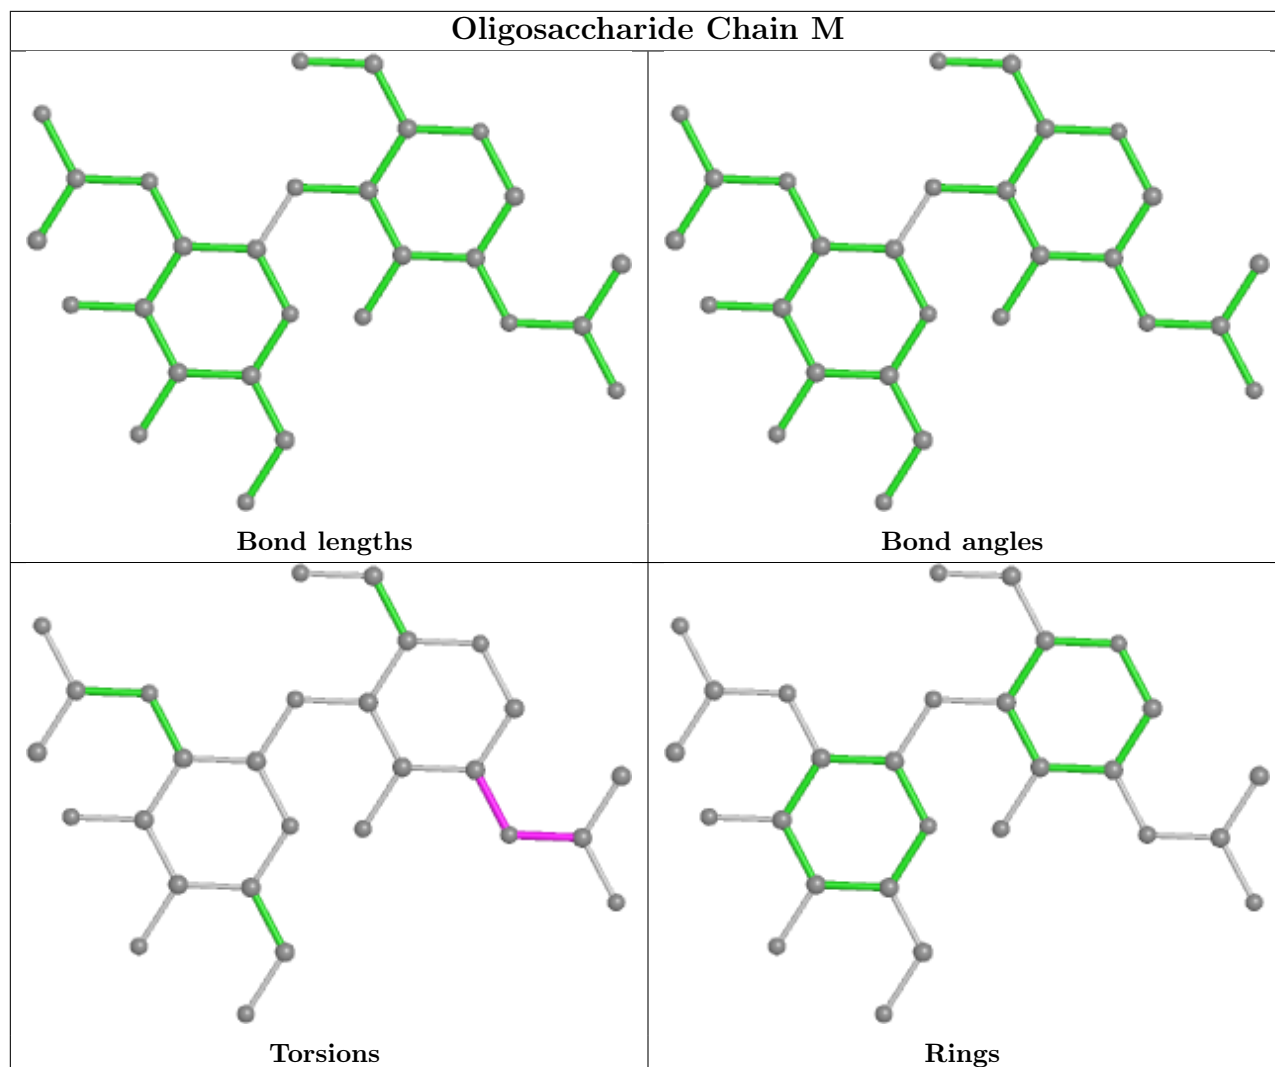 Oligosaccharide Chain M
Bond lengths
Bond angles
Torsions
Rings